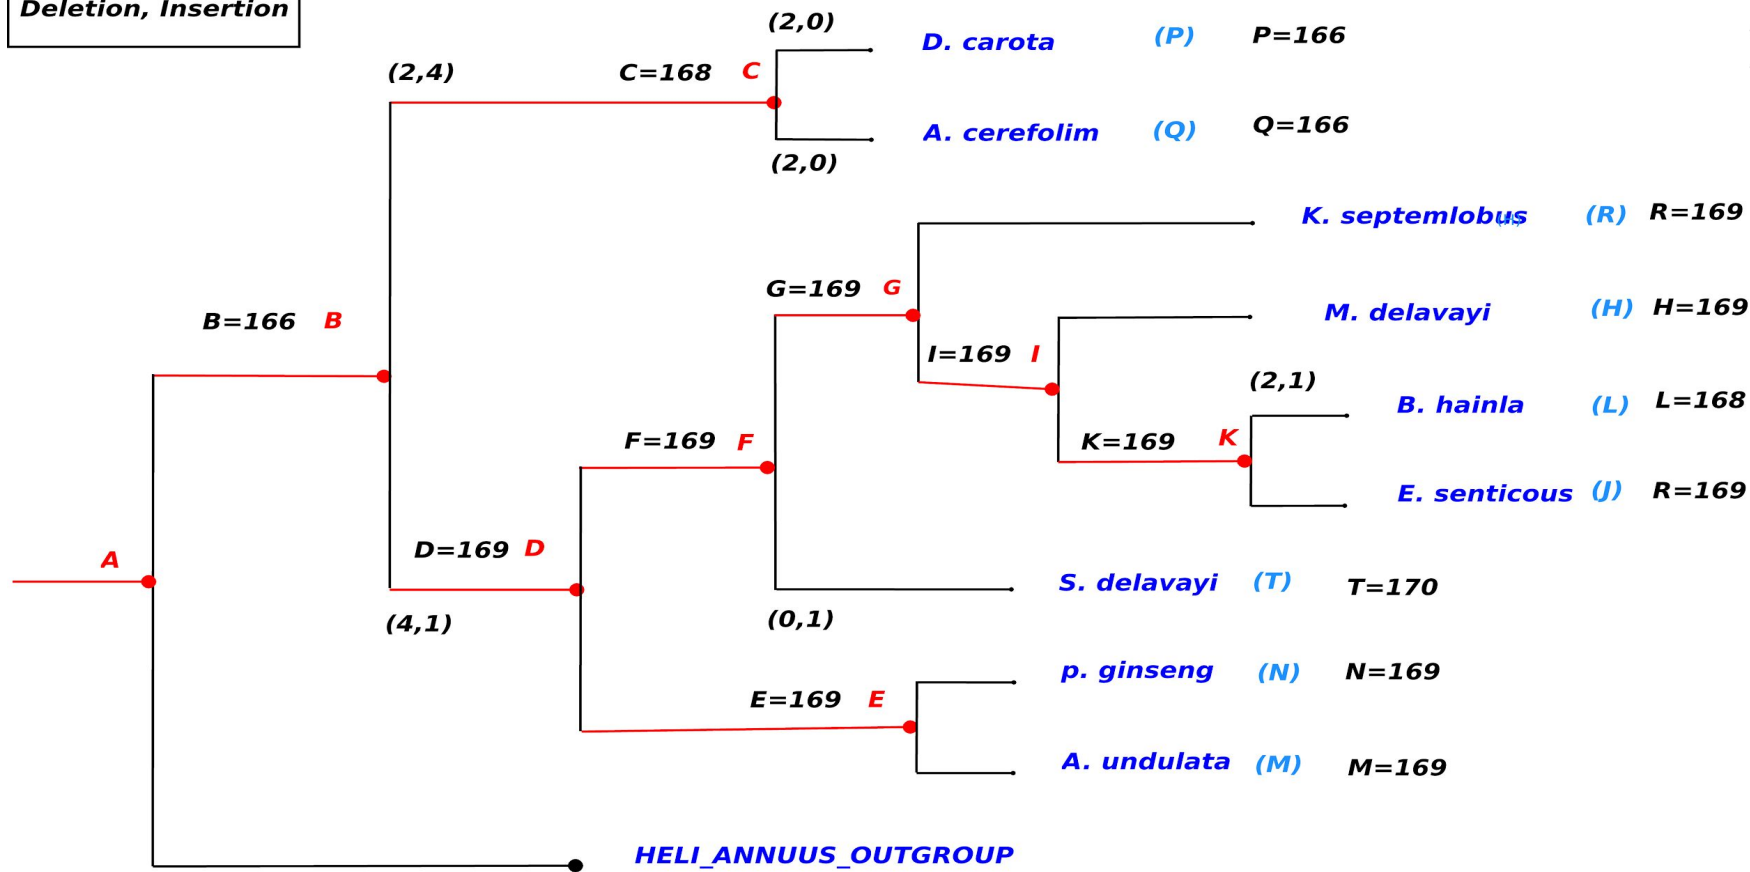 Deletion, Insertion
(2,0)
D. carota (P) P=166
(2,4) C=168 C
A. cerefolim (Q) Q=166
(2,0)
K. septemlobus (R) R=169
G=169 G
M. delavayi (H) H=169
B=166 B
I=169 I
(2,1)
B. hainla (L) L=168
F=169 F
K=169 K
E. senticous (J) R=169
D=169 D
A
S. delavayi (T) T=170
(4,1)
(0,1)
p. ginseng (N) N=169
E=169 E
A. undulata (M) M=169
HELI_ANNUUS_OUTGROUP